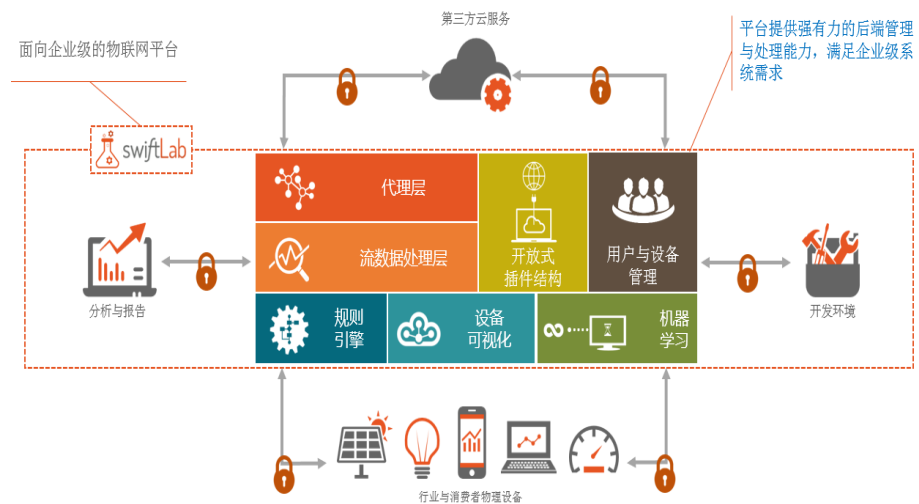 第三方云服务
面向企业级的物联网平台
平台提供强有力的后端管理
与处理能力，满足企业级系
统需求
swiftLab
代理层
流数据处理层
开放式
插件结构
用户与设备
管理
分析与报告
开发环境
规则
引擎
设备
可视化
机器
学习
行业与消费者物理设备